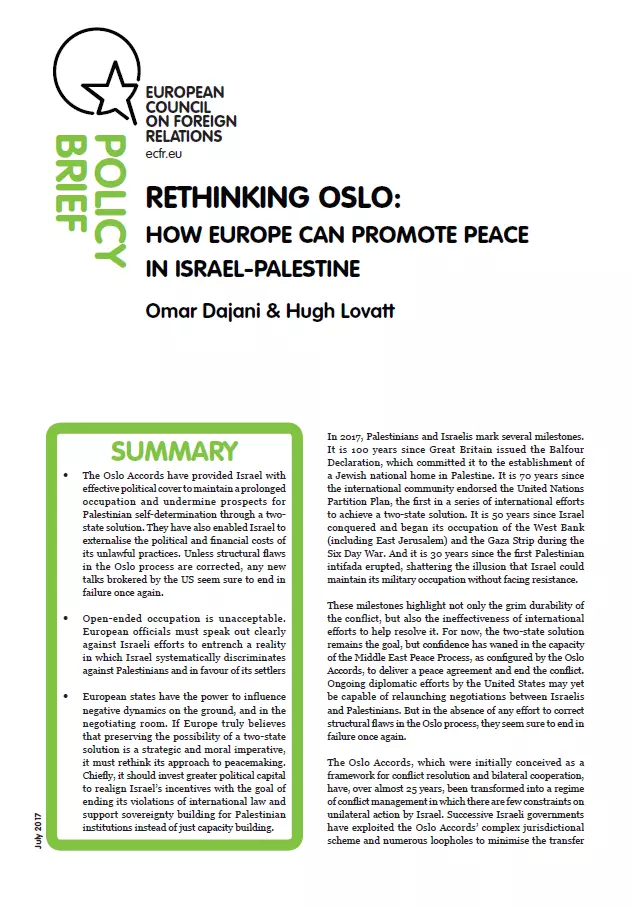 EUROPEAN
COUNCIL
ON FOREIGN
RELATIONS
ecfr.eu
POLICY
BRIEF
RETHINKING OSLO:
HOW EUROPE CAN PROMOTE PEACE
IN ISRAEL-PALESTINE
Omar Dajani & Hugh Lovatt
SUMMARY
• The Oslo Accords have provided Israel with
effective political cover to maintain a prolonged
occupation and undermine prospects for
Palestinian self-determination through a two-
state solution. They have also enabled Israel to
externalise the political and financial costs of
its unlawful practices. Unless structural flaws
in the Oslo process are corrected, any new
talks brokered by the US seem sure to end in
failure once again.
• Open-ended occupation is unacceptable.
European officials must speak out clearly
against Israeli efforts to entrench a reality
in which Israel systematically discriminates
against Palestinians and in favour of its settlers
• European states have the power to influence
negative dynamics on the ground, and in the
negotiating room. If Europe truly believes
that preserving the possibility of a two-state
solution is a strategic and moral imperative,
it must rethink its approach to peacemaking.
Chiefly, it should invest greater political capital
to realign Israel's incentives with the goal of
ending its violations of international law and
support sovereignty building for Palestinian
institutions instead of just capacity building.
In 2017, Palestinians and Israelis mark several milestones.
It is 100 years since Great Britain issued the Balfour
Declaration, which committed it to the establishment of
a Jewish national home in Palestine. It is 70 years since
the international community endorsed the United Nations
Partition Plan, the first in a series of international efforts
to achieve a two-state solution. It is 50 years since Israel
conquered and began its occupation of the West Bank
(including East Jerusalem) and the Gaza Strip during the
Six Day War. And it is 30 years since the first Palestinian
intifada erupted, shattering the illusion that Israel could
maintain its military occupation without facing resistance.
These milestones highlight not only the grim durability of
the conflict, but also the ineffectiveness of international
efforts to help resolve it. For now, the two-state solution
remains the goal, but confidence has waned in the capacity
of the Middle East Peace Process, as configured by the Oslo
Accords, to deliver a peace agreement and end the conflict.
Ongoing diplomatic efforts by the United States may yet
be capable of relaunching negotiations between Israelis
and Palestinians. But in the absence of any effort to correct
structural flaws in the Oslo process, they seem sure to end in
failure once again.
The Oslo Accords, which were initially conceived as a
framework for conflict resolution and bilateral cooperation,
have, over almost 25 years, been transformed into a regime
of conflict management in which there are few constraints on
unilateral action by Israel. Successive Israeli governments
have exploited the Oslo Accords' complex jurisdictional
scheme and numerous loopholes to minimise the transfer
July 2017